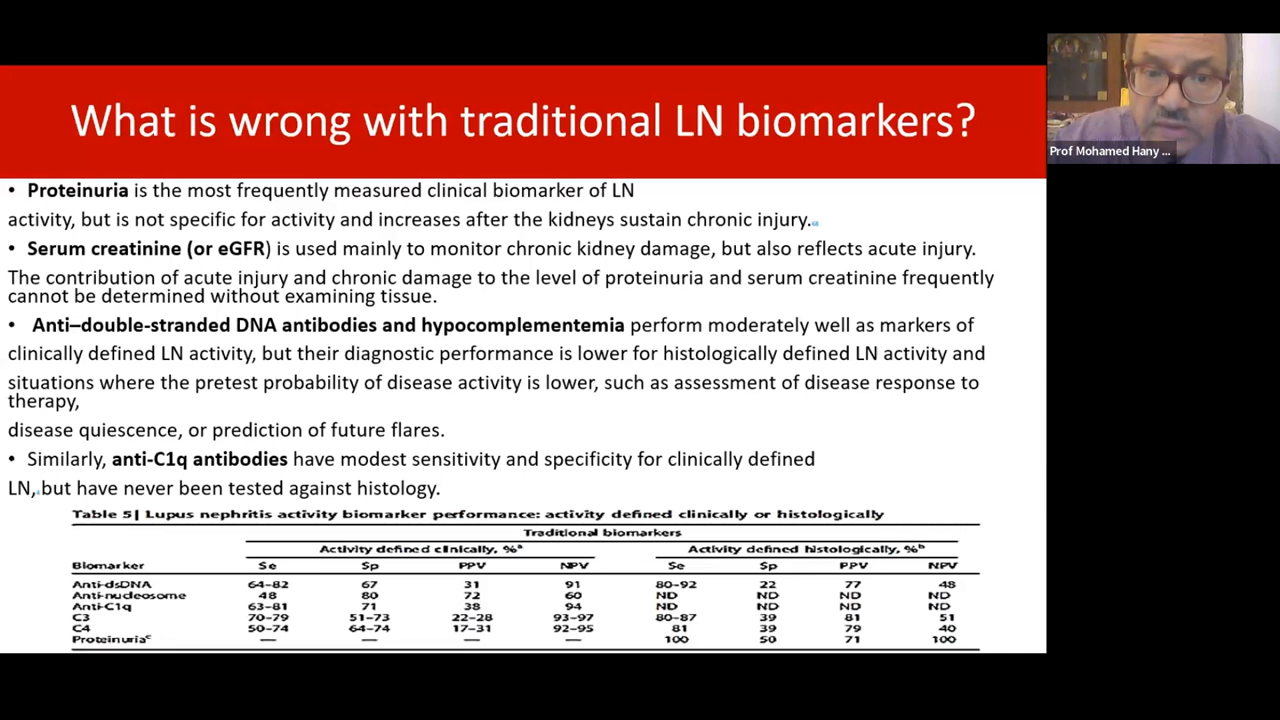 What is wrong with traditional LN biomarkers?
Prof Mohamed Hany ...
• Proteinuria is the most frequently measured clinical biomarker of LN
activity, but is not specific for activity and increases after the kidneys sustain chronic injury.
• Serum creatinine (or eGFR) is used mainly to monitor chronic kidney damage, but also reflects acute injury.
The contribution of acute injury and chronic damage to the level of proteinuria and serum creatinine frequently
cannot be determined without examining tissue.
• Anti–double-stranded DNA antibodies and hypocomplementemia perform moderately well as markers of
clinically defined LN activity, but their diagnostic performance is lower for histologically defined LN activity and
situations where the pretest probability of disease activity is lower, such as assessment of disease response to
therapy,
disease quiescence, or prediction of future flares.
• Similarly, anti-C1q antibodies have modest sensitivity and specificity for clinically defined
LN, but have never been tested against histology.
Table 5| Lupus nephritis activity biomarker performance: activity defined clinically or histologically
Traditional biomarkers
Activity defined clinically, %a Activity defined histologically, %b
Biomarker Se Sp PPV NPV Se Sp PPV NPV
Anti-dsDNA 64–82 67 31 91 80–92 22 77 48
Anti-nucleosome 48 80 72 60 ND ND ND ND
Anti-C1q 63–81 71 38 94 ND ND ND ND
C3 70–79 51–73 22–28 93–97 80–87 39 81 51
C4 50–74 64–74 17–31 92–95 81 39 79 40
Proteinuriac — — — — 100 50 71 100